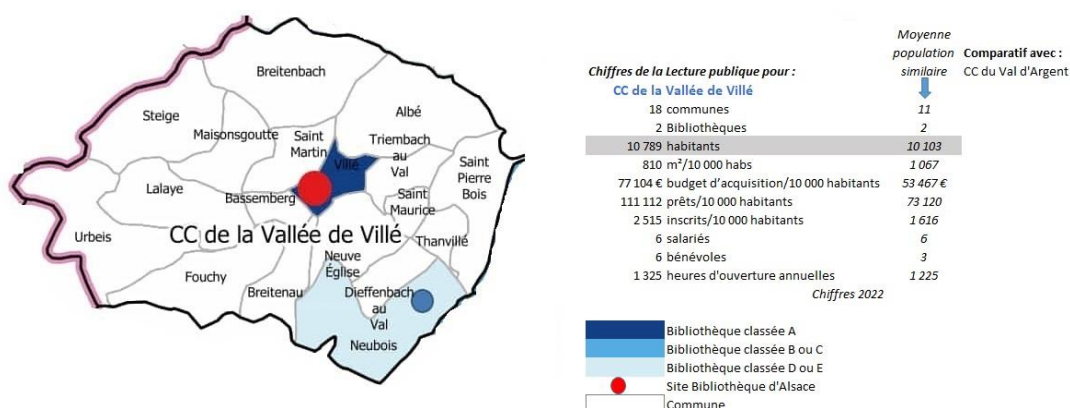 Breitenbach
Steige
Albé
Maisonsgoutte
Saint
Martin
Triembach
au
Val
Villé
Saint
Pierre
Bois
Lalaye
Bassemberg
Saint
Maurice
Urbeis
CC de la Vallée de Villé
Thanvillé
Neuve
Église
Fouchy
Breitenau
Dieffenbach
au
Val
Neubois
Moyenne
population
similaire
Comparatif avec :
CC du Val d'Argent
Chiffres de la Lecture publique pour :
CC de la Vallée de Villé
18 communes 11
2 Bibliothèques 2
10 789 habitants 10 103
810 m²/10 000 habs 1 067
77 104 € budget d’acquisition/10 000 habitants 53 467 €
111 112 prêts/10 000 habitants 73 120
2 515 inscrits/10 000 habitants 1 616
6 salariés 6
6 bénévoles 3
1 325 heures d'ouverture annuelles 1 225
Chiffres 2022
Bibliothèque classée A
Bibliothèque classée B ou C
Bibliothèque classée D ou E
Site Bibliothèque d'Alsace
Commune